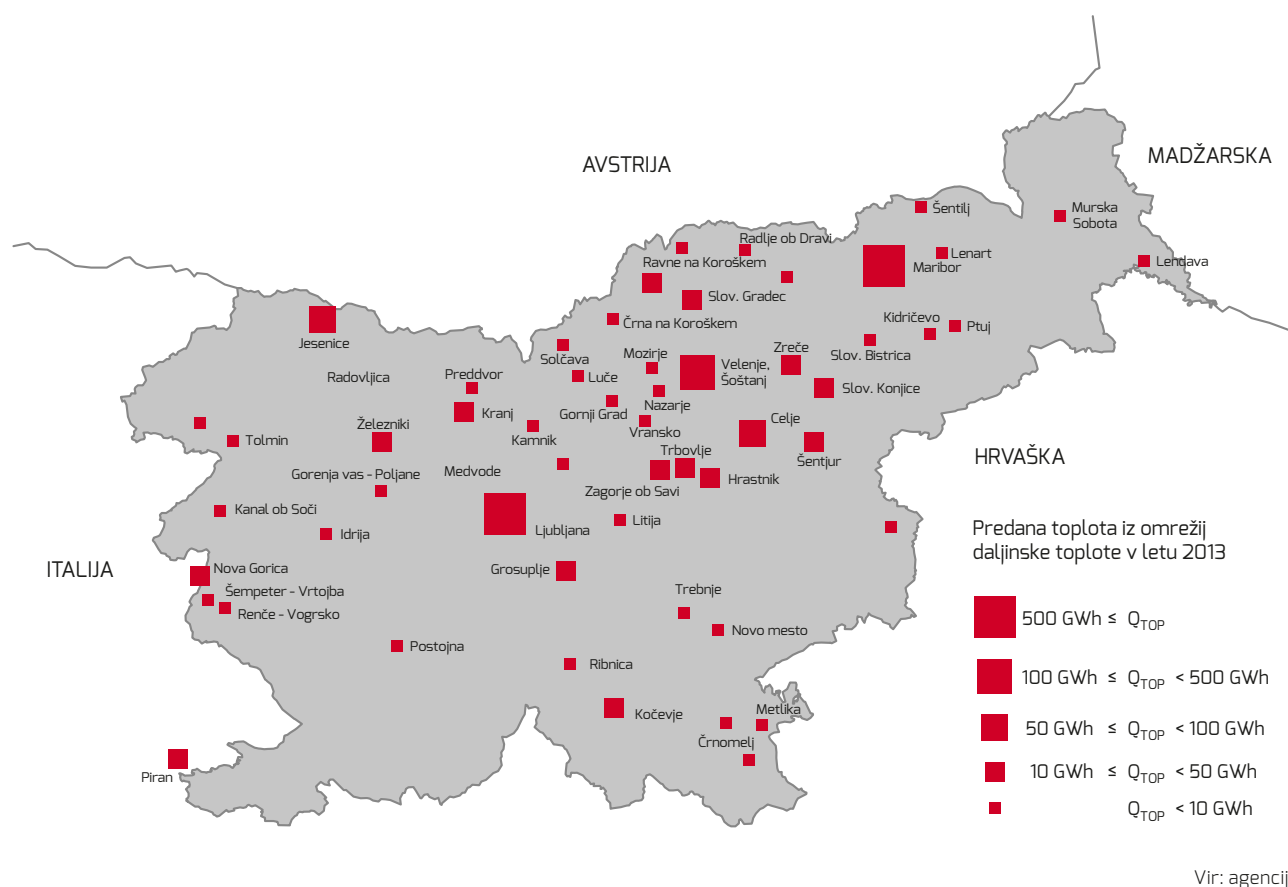 AVSTRIJA
MADŽARSKA
Šentilj
Murska
Sobota
Radlje ob Dravi
Ravne na Koroškem
Maribor
Lenart
Lendava
Slov. Gradec
Črna na Koroškem
Kidričevo
Ptuj
Jesenice
Solčava
Mozirje
Zreče
Slov. Bistrica
Radovljica
Preddvor
Luče
Velenje,
Šoštanj
Slov. Konjice
Kranj
Gornji Grad
Nazarje
Železniki
Kamnik
Vransko
Celje
Tolmin
Trbovlje
Šentjur
HRVAŠKA
Gorenja vas - Poljane
Medvode
Zagorje ob Savi
Hrastnik
Kanal ob Soči
Idrija
Ljubljana
Litija
Predana toplota iz omrežij
daljinske toplote v letu 2013
ITALIJA
Nova Gorica
Grosuplje
Šempeter - Vrtojba
Renče - Vogrsko
Trebnje
Novo mesto
500 GWh ≤ QTOP
Postojna
Ribnica
100 GWh ≤ QTOP < 500 GWh
Kočevje
Metlika
Črnomelj
50 GWh ≤ QTOP < 100 GWh
Piran
10 GWh ≤ QTOP < 50 GWh
QTOP < 10 GWh
Vir: agencij